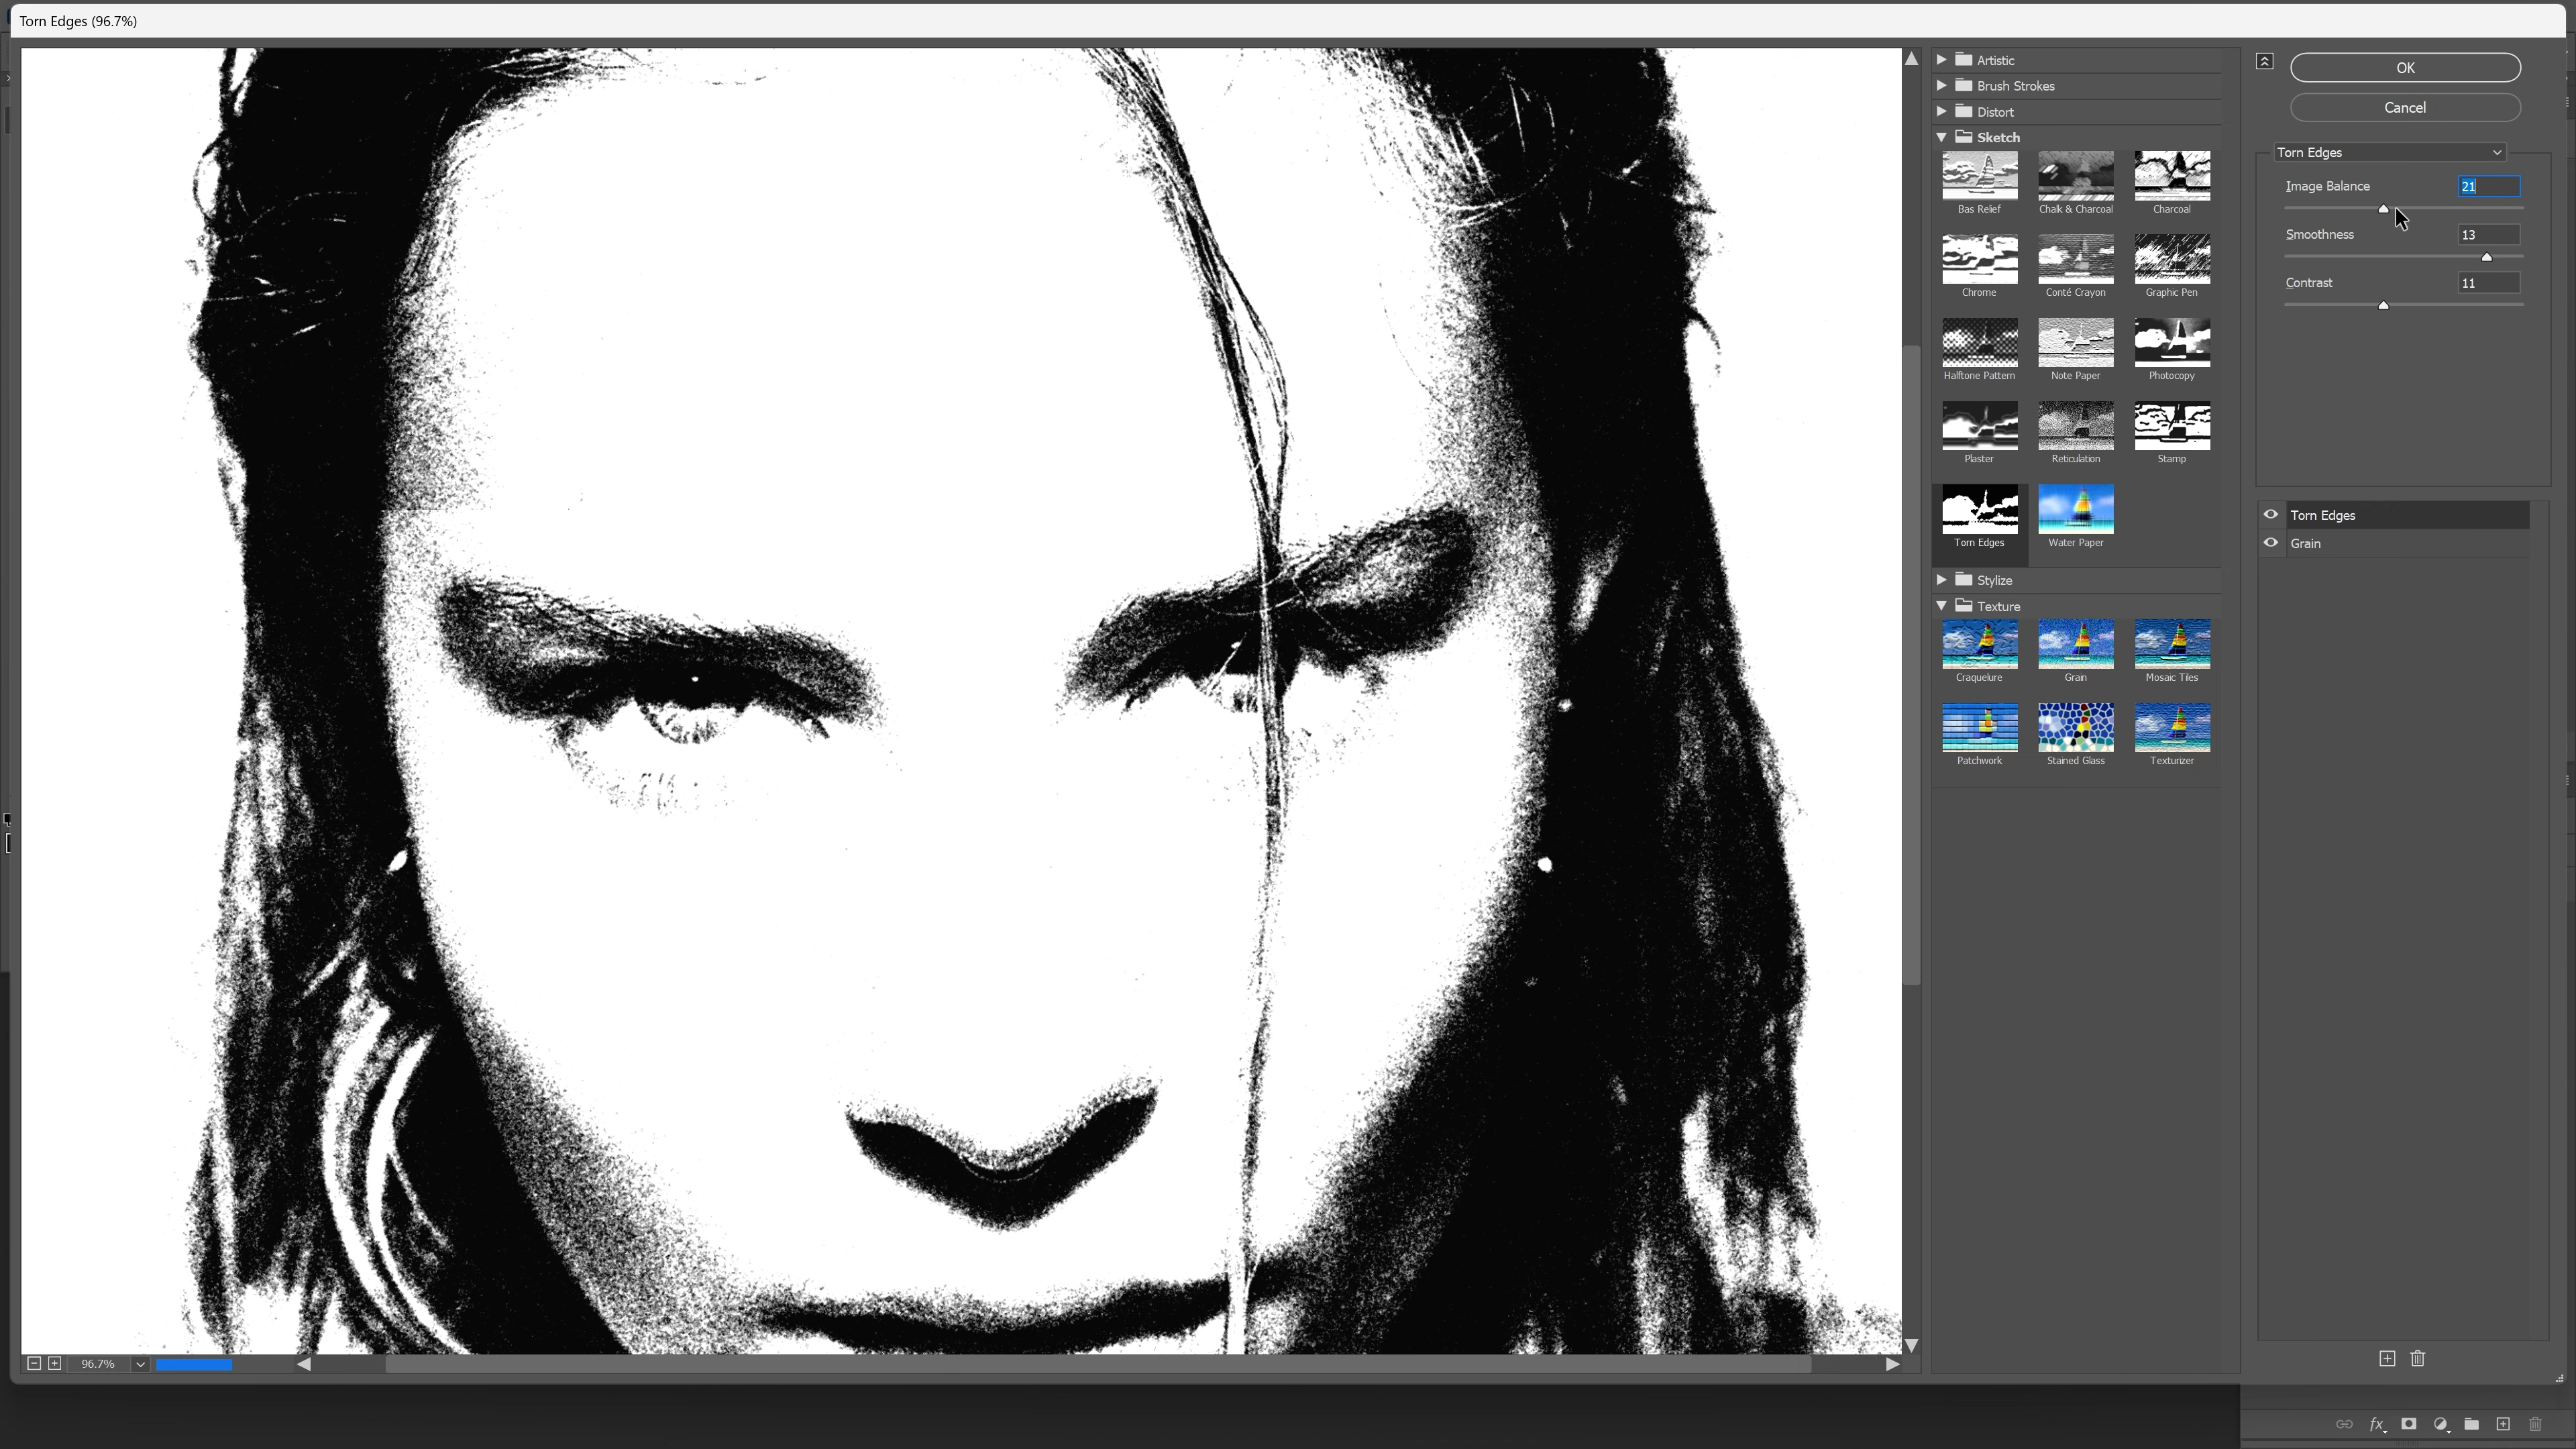 Torn Edges (96.7%)
Artistic
Brush Strokes
Distort
Sketch
Bas Relief
Chalk & Charcoal
Charcoal
Chrome
Conté Crayon
Graphic Pen
Halftone Pattern
Note Paper
Photocopy
Plaster
Reticulation
Stamp
Torn Edges
Water Paper
Stylize
Texture
Craquelure
Grain
Mosaic Tiles
Patchwork
Stained Glass
Texturizer
OK
Cancel
Torn Edges
Image Balance 21
Smoothness 13
Contrast 11
Torn Edges
Grain
96.7%
fx